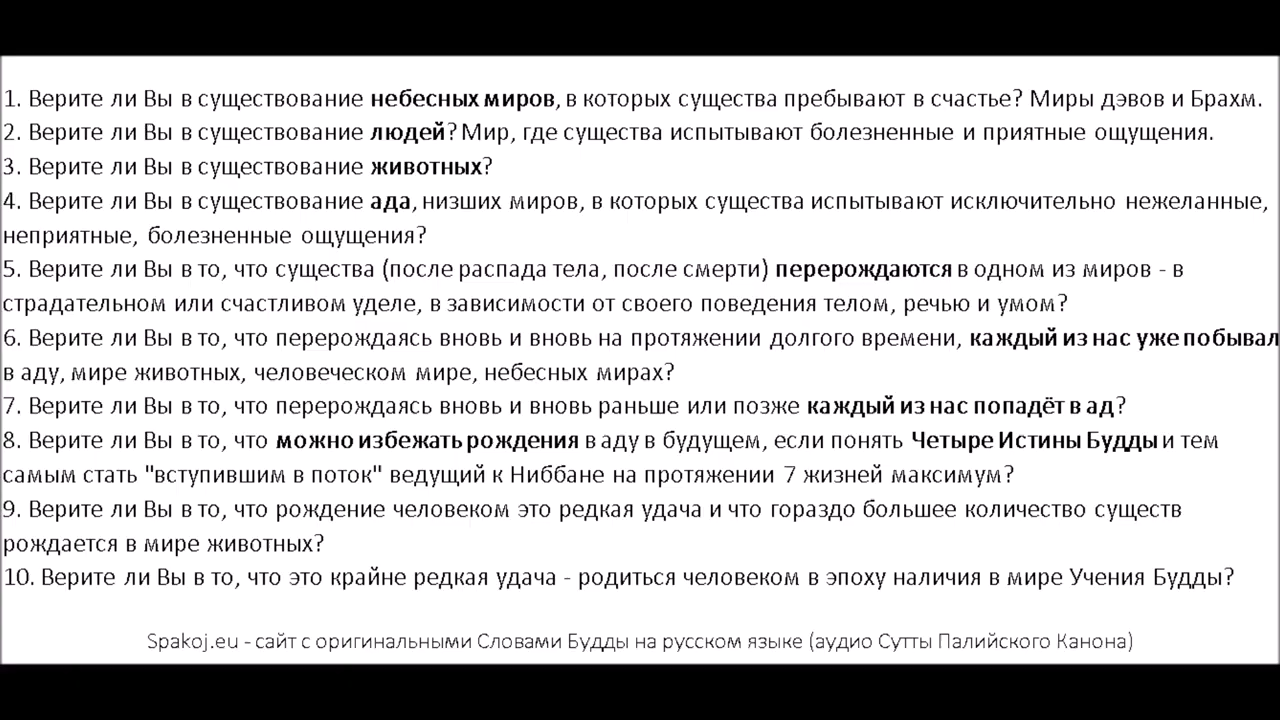 1. Верите ли Вы в существование небесных миров, в которых существа пребывают в счастье? Миры дэвов и Брахм.
2. Верите ли Вы в существование людей? Мир, где существа испытывают болезненные и приятные ощущения.
3. Верите ли Вы в существование животных?
4. Верите ли Вы в существование ада, низших миров, в которых существа испытывают исключительно нежеланные,
неприятные, болезненные ощущения?
5. Верите ли Вы в то, что существа (после распада тела, после смерти) перерождаются в одном из миров - в
страдательном или счастливом уделе, в зависимости от своего поведения телом, речью и умом?
6. Верите ли Вы в то, что перерождаясь вновь и вновь на протяжении долгого времени, каждый из нас уже побывал
в аду, мире животных, человеческом мире, небесных мирах?
7. Верите ли Вы в то, что перерождаясь вновь и вновь раньше или позже каждый из нас попадёт в ад?
8. Верите ли Вы в то, что можно избежать рождения в аду в будущем, если понять Четыре Истины Будды и тем
самым стать "вступившим в поток" ведущий к Ниббане на протяжении 7 жизней максимум?
9. Верите ли Вы в то, что рождение человеком это редкая удача и что гораздо большее количество существ
рождается в мире животных?
10. Верите ли Вы в то, что это крайне редкая удача - родиться человеком в эпоху наличия в мире Учения Будды?
Spakoj.eu - сайт с оригинальными Словами Будды на русском языке (аудио Сутты Палийского Канона)